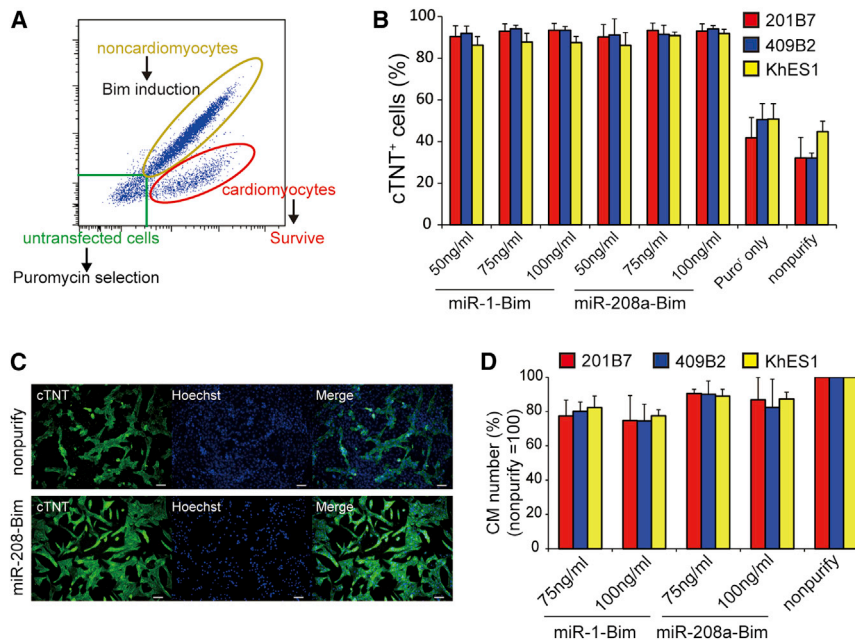 A
noncardiomyocytes
Bim induction
cardiomyocytes
untransfected cells
Survive
Puromycin selection
B
cTNT+ cells (%)
100
80
60
40
20
0
201B7
409B2
KhES1
50ng/ml
75ng/ml
100ng/ml
50ng/ml
75ng/ml
100ng/ml
Puror only
nonpurify
miR-1-Bim
miR-208a-Bim
C
nonpurify
cTNT
Hoechst
Merge
miR-208-Bim
cTNT
Hoechst
Merge
D
201B7
409B2
KhES1
CM number (%)
(nonpurify =100)
100
80
60
40
20
0
75ng/ml
100ng/ml
75ng/ml
100ng/ml
nonpurify
miR-1-Bim
miR-208a-Bim